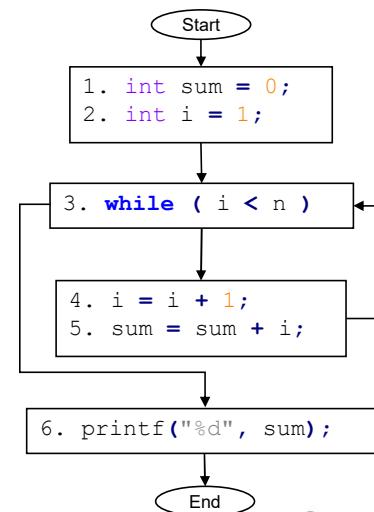 Start
1. int sum = 0;
2. int i = 1;
3. while ( i < n )
4. i = i + 1;
5. sum = sum + i;
6. printf("%d", sum);
End